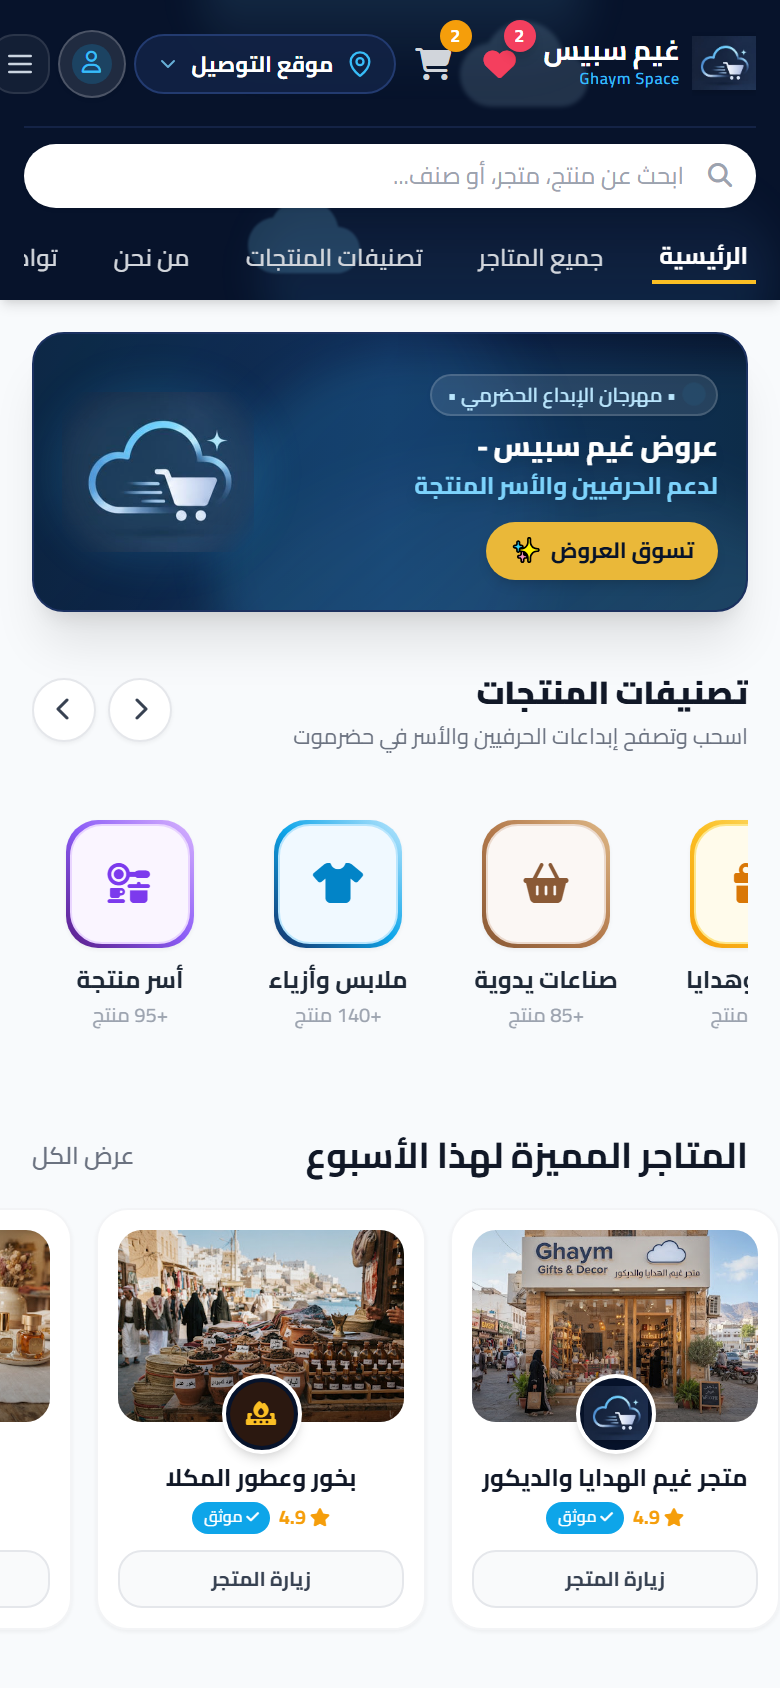 غيم سبيس
Ghaym Space
2
2
موقع التوصيل
ابحث عن منتج، متجر، أو صنف...
الرئيسية
جميع المتاجر
تصنيفات المنتجات
من نحن
تواد
▪ مهرجان الإبداع الحضرمي ▪
عروض غيم سبيس -
لدعم الحرفيين والأسر المنتجة
تسوق العروض ✨
تصنيفات المنتجات
اسحب وتصفح إبداعات الحرفيين والأسر في حضرموت
وهدايا
منتج
صناعات يدوية
+85 منتج
ملابس وأزياء
+140 منتج
أسر منتجة
+95 منتج
المتاجر المميزة لهذا الأسبوع
عرض الكل
Ghaym
Gifts & Decor
متجر غيم الهدايا والديكور
متجر غيم الهدايا والديكور
4.9
موثق
زيارة المتجر
بخور وعطور المكلا
4.9
موثق
زيارة المتجر